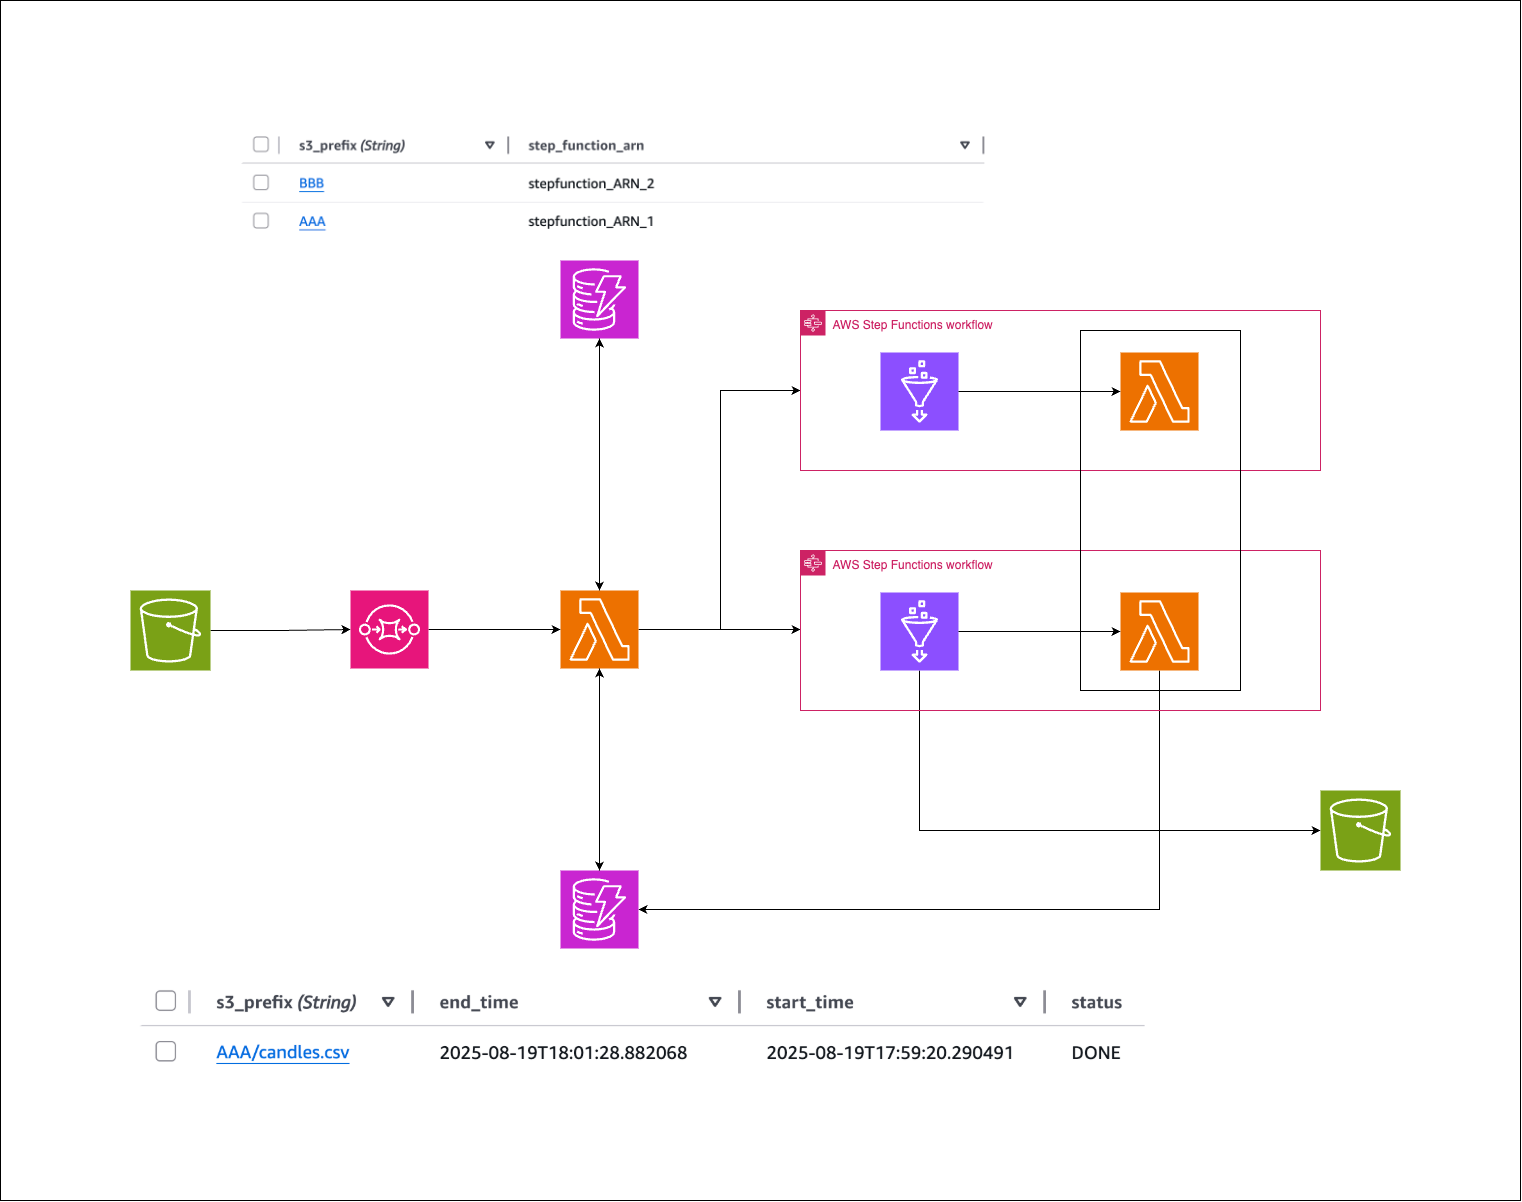 s3_prefix (String) step_function_arn
BBB stepfunction_ARN_2
AAA stepfunction_ARN_1
AWS Step Functions workflow
AWS Step Functions workflow
s3_prefix (String) end_time start_time status
AAA/candles.csv 2025-08-19T18:01:28.882068 2025-08-19T17:59:20.290491 DONE